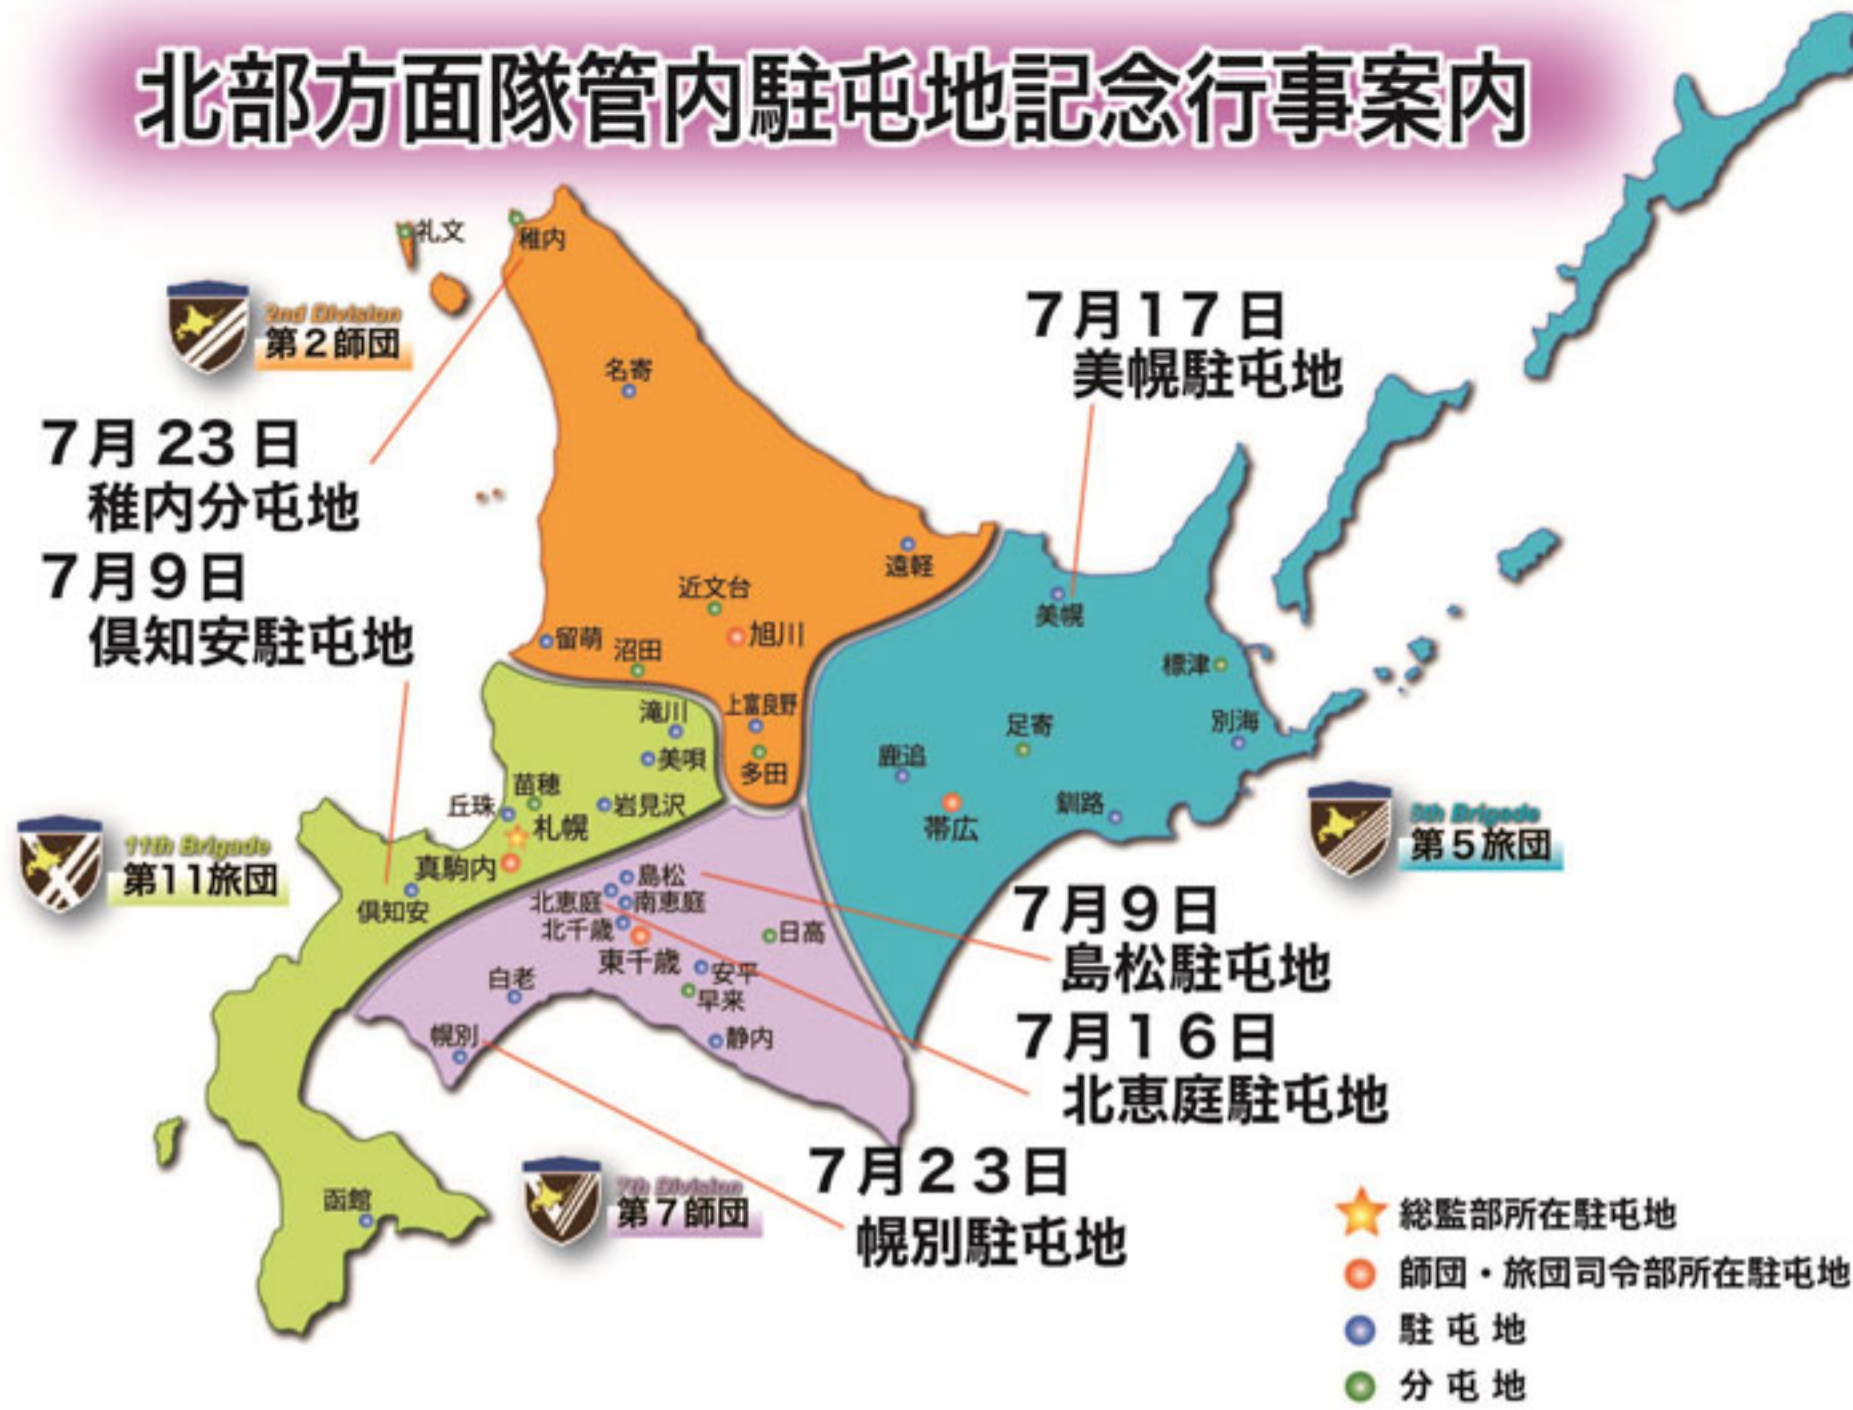 北部方面隊管内駐屯地記念行事案内
礼文
稚内
2nd Division
第2師団
名寄
7月23日
稚内分屯地
7月9日
倶知安駐屯地
7月17日
美幌駐屯地
遠軽
近文台
旭川
留萌
沼田
上富良野
多田
美幌
標津
別海
足寄
鹿追
帯広
釧路
5th Brigade
第5旅団
滝川
美唄
苗穂
丘珠
岩見沢
札幌
真駒内
倶知安
11th Brigade
第11旅団
函館
島松
北恵庭
南恵庭
北千歳
東千歳
日高
安平
早来
白老
幌別
静内
7月9日
島松駐屯地
7月16日
北恵庭駐屯地
7月23日
幌別駐屯地
7th Division
第7師団
総監部所在駐屯地
師団・旅団司令部所在駐屯地
駐屯地
分屯地